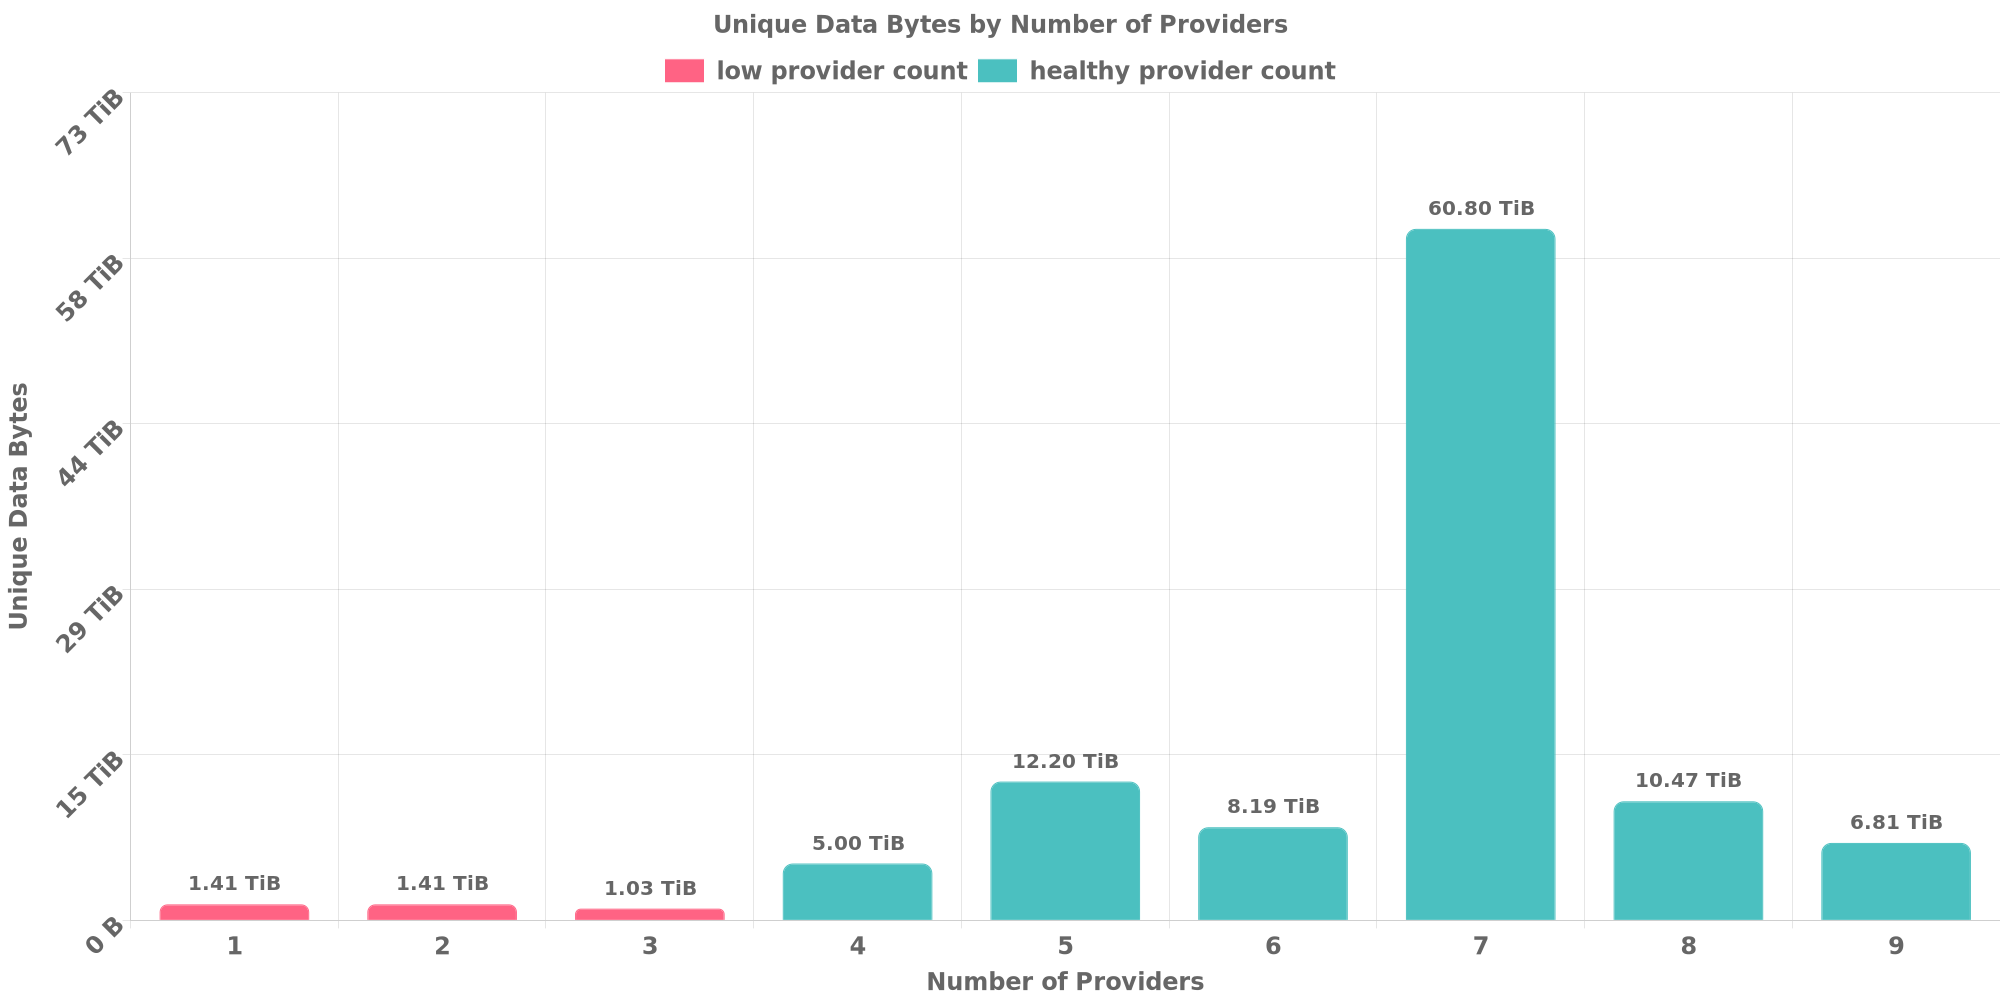 Unique Data Bytes by Number of Providers
low provider count healthy provider count
73 TiB
58 TiB
44 TiB
29 TiB
15 TiB
0 B
Unique Data Bytes
1.41 TiB
1.41 TiB
1.03 TiB
5.00 TiB
12.20 TiB
8.19 TiB
60.80 TiB
10.47 TiB
6.81 TiB
1 2 3 4 5 6 7 8 9
Number of Providers